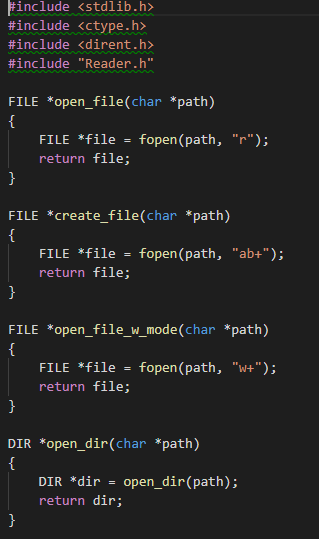 #include <stdlib.h>
#include <ctype.h>
#include <dirent.h>
#include "Reader.h"

FILE *open_file(char *path)
{
    FILE *file = fopen(path, "r");
    return file;
}

FILE *create_file(char *path)
{
    FILE *file = fopen(path, "ab+");
    return file;
}

FILE *open_file_w_mode(char *path)
{
    FILE *file = fopen(path, "w+");
    return file;
}

DIR *open_dir(char *path)
{
    DIR *dir = open_dir(path);
    return dir;
}